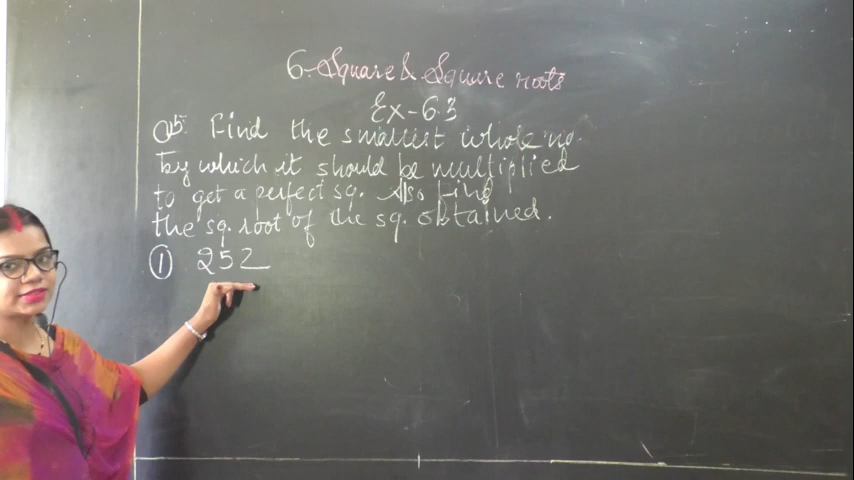 6. Square & Square roots
Ex-6.3
Q5. Find the smallest whole no.
by which it should be multiplied
to get a perfect sq. Also find
the sq. root of the sq. obtained.
① 252